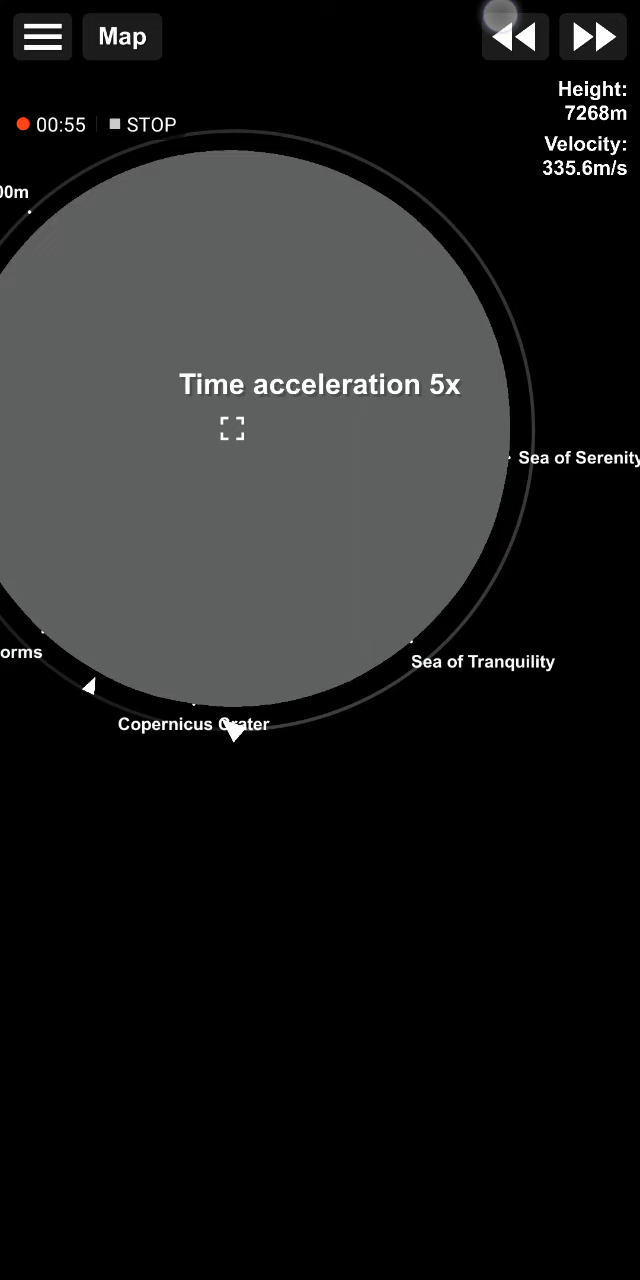 Map
Height:
7268m
00:55
STOP
Velocity:
335.6m/s
00m
Time acceleration 5x
Sea of Serenity
orms
Sea of Tranquility
Copernicus Crater